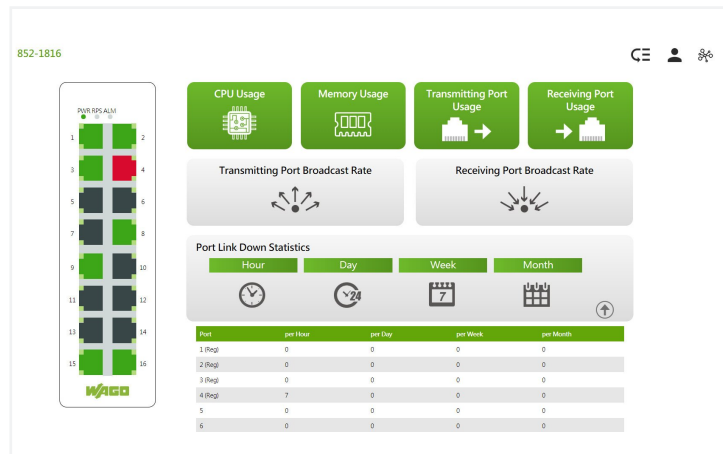 852-1816
PWR RPS ALM
1 2
3 4
5 6
7 8
9 10
11 12
13 14
15 16
WAGO
CPU Usage
Memory Usage
Transmitting Port
Usage
Receiving Port
Usage
Transmitting Port Broadcast Rate
Receiving Port Broadcast Rate
Port Link Down Statistics
Hour Day Week Month
24 7
Port per Hour per Day per Week per Month
1 (Reg) 0 0 0 0
2 (Reg) 0 0 0 0
3 (Reg) 0 0 0 0
4 (Reg) 7 0 0 0
5 0 0 0 0
6 0 0 0 0